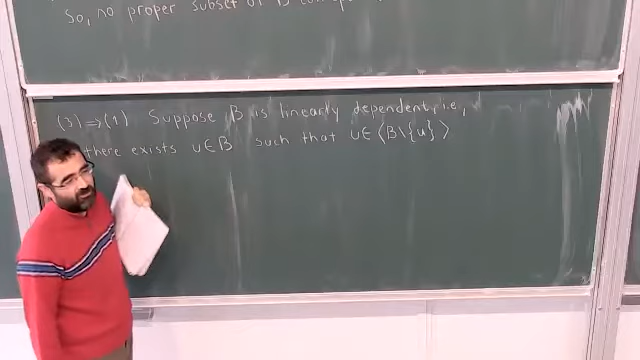 So, no proper subset of B
(3) ⇒ (1) Suppose B is linearly dependent, i.e.,
there exists u∈B such that u∈⟨B\{u}⟩